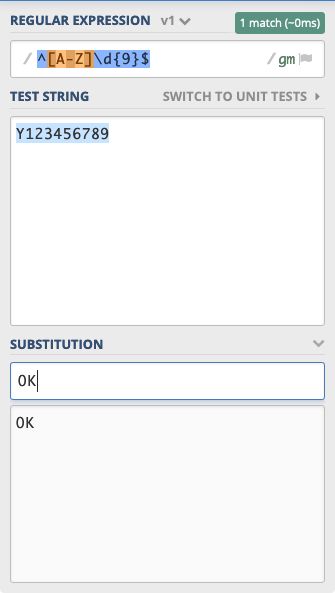 REGULAR EXPRESSION v1 1 match (~0ms)
/ ^[A-Z]\d{9}$ / gm
TEST STRING SWITCH TO UNIT TESTS
Y123456789
SUBSTITUTION
OK
OK